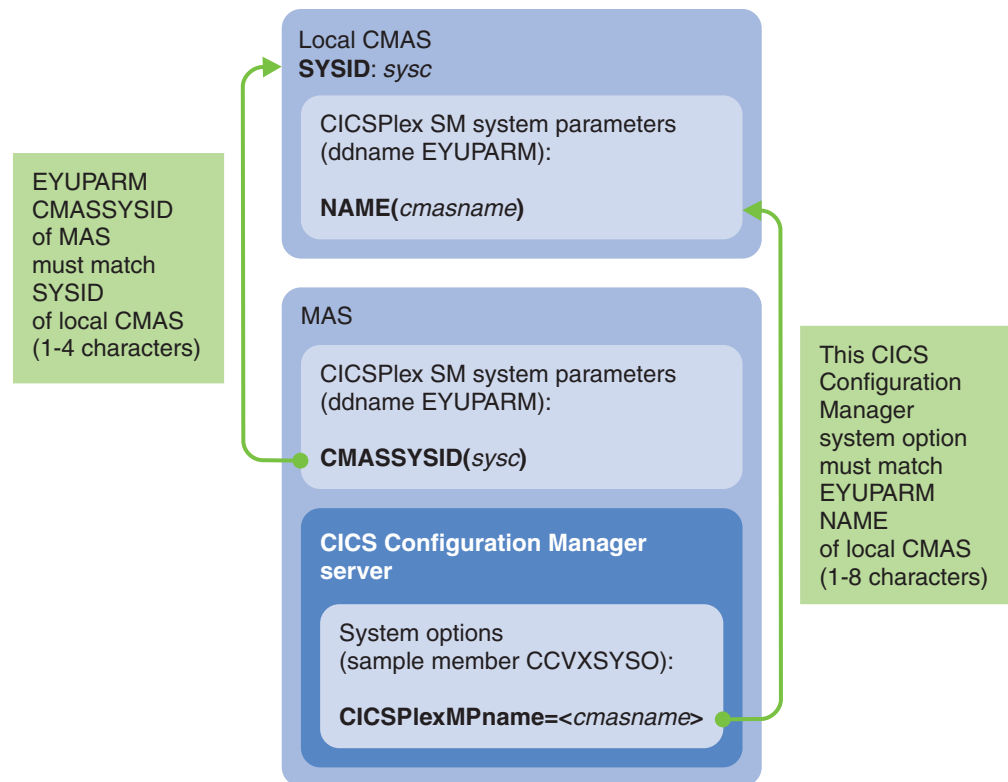 Local CMAS
SYSID: sysc
CICSPlex SM system parameters
(ddname EYUPARM):
NAME(cmasname)
EYUPARM
CMASSYSID
of MAS
must match
SYSID
of local CMAS
(1-4 characters)
MAS
CICSPlex SM system parameters
(ddname EYUPARM):
CMASSYSID(sysc)
CICS Configuration Manager
server
System options
(sample member CCVXSYSO):
CICSPlexMPname=<cmasname>
This CICS
Configuration
Manager
system option
must match
EYUPARM
NAME
of local CMAS
(1-8 characters)